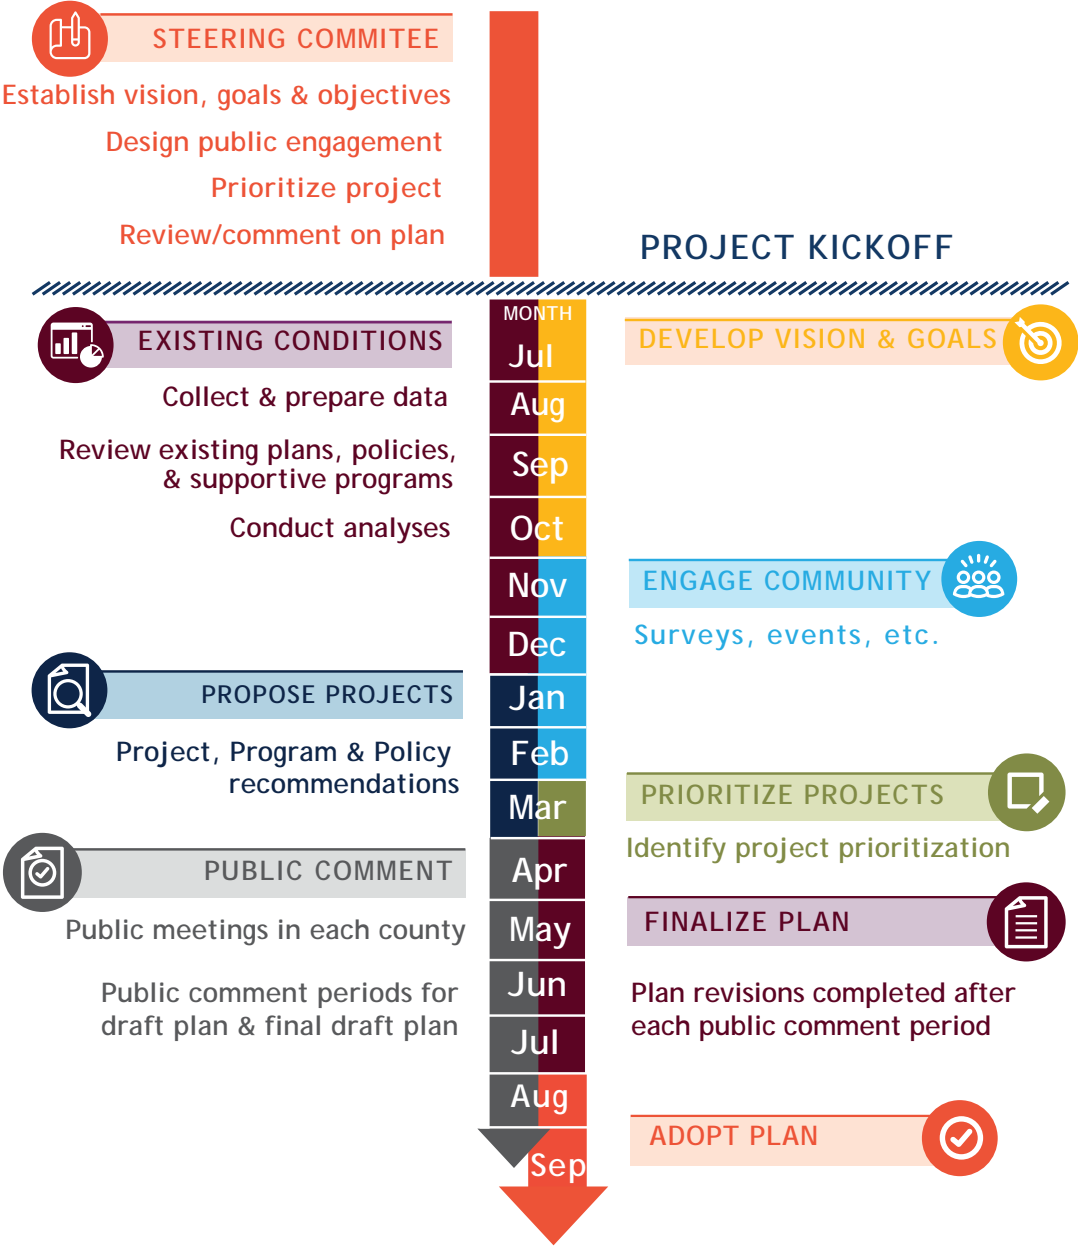 STEERING COMMITEE
Establish vision, goals & objectives
Design public engagement
Prioritize project
Review/comment on plan
PROJECT KICKOFF
MONTH
EXISTING CONDITIONS
Jul
DEVELOP VISION & GOALS
Collect & prepare data
Aug
Review existing plans, policies,
& supportive programs
Sep
Conduct analyses
Oct
Nov
ENGAGE COMMUNITY
Surveys, events, etc.
Dec
PROPOSE PROJECTS
Jan
Project, Program & Policy
recommendations
Feb
Mar
PRIORITIZE PROJECTS
Identify project prioritization
PUBLIC COMMENT
Apr
Public meetings in each county
May
FINALIZE PLAN
Public comment periods for
draft plan & final draft plan
Jun
Plan revisions completed after
each public comment period
Jul
Aug
ADOPT PLAN
Sep